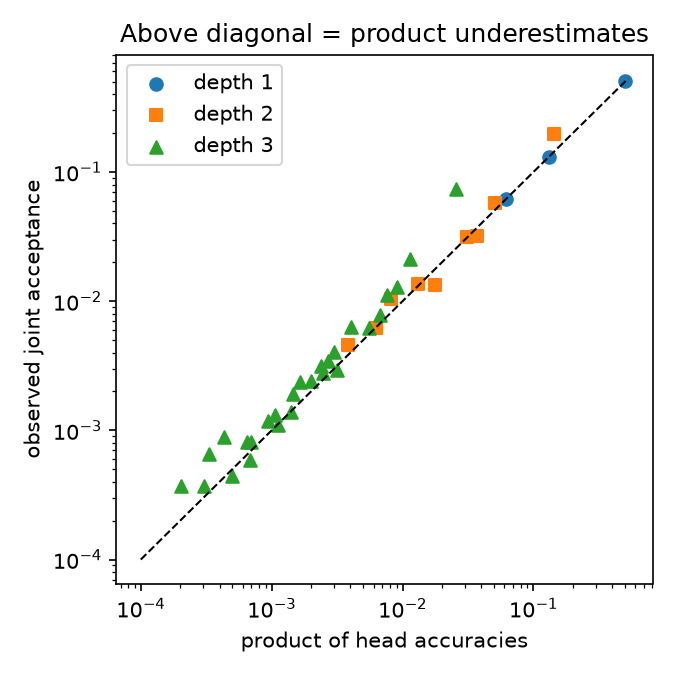 Above diagonal = product underestimates
depth 1
depth 2
depth 3
observed joint acceptance
10⁻¹
10⁻²
10⁻³
10⁻⁴
10⁻⁴ 10⁻³ 10⁻² 10⁻¹
product of head accuracies